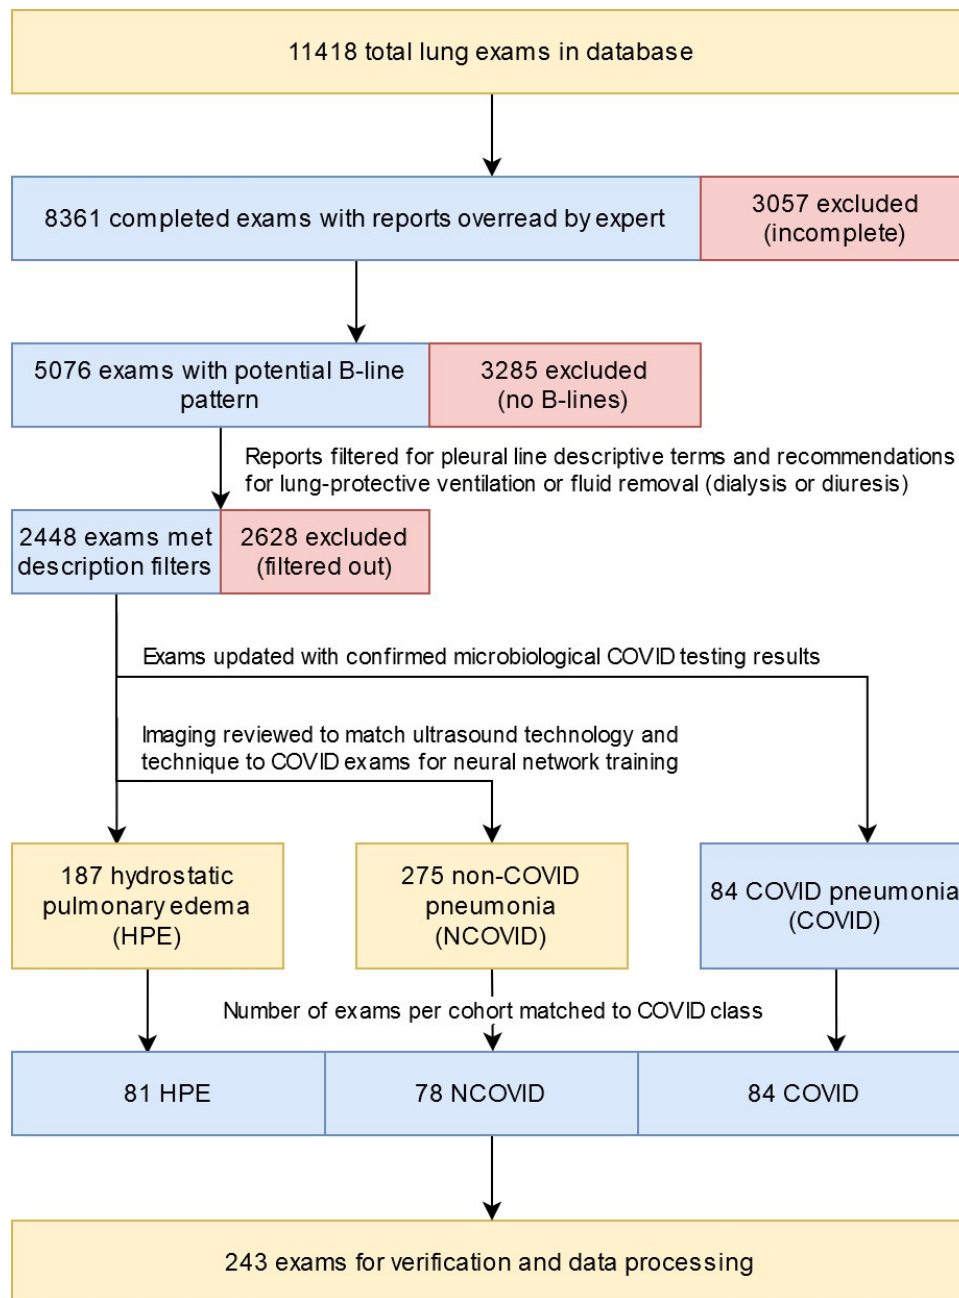 11418 total lung exams in database
8361 completed exams with reports overread by expert
3057 excluded
(incomplete)
5076 exams with potential B-line
pattern
3285 excluded
(no B-lines)
Reports filtered for pleural line descriptive terms and recommendations
for lung-protective ventilation or fluid removal (dialysis or diuresis)
2448 exams met
description filters
2628 excluded
(filtered out)
Exams updated with confirmed microbiological COVID testing results
Imaging reviewed to match ultrasound technology and
technique to COVID exams for neural network training
187 hydrostatic
pulmonary edema
(HPE)
275 non-COVID
pneumonia
(NCOVID)
84 COVID pneumonia
(COVID)
Number of exams per cohort matched to COVID class
81 HPE
78 NCOVID
84 COVID
243 exams for verification and data processing